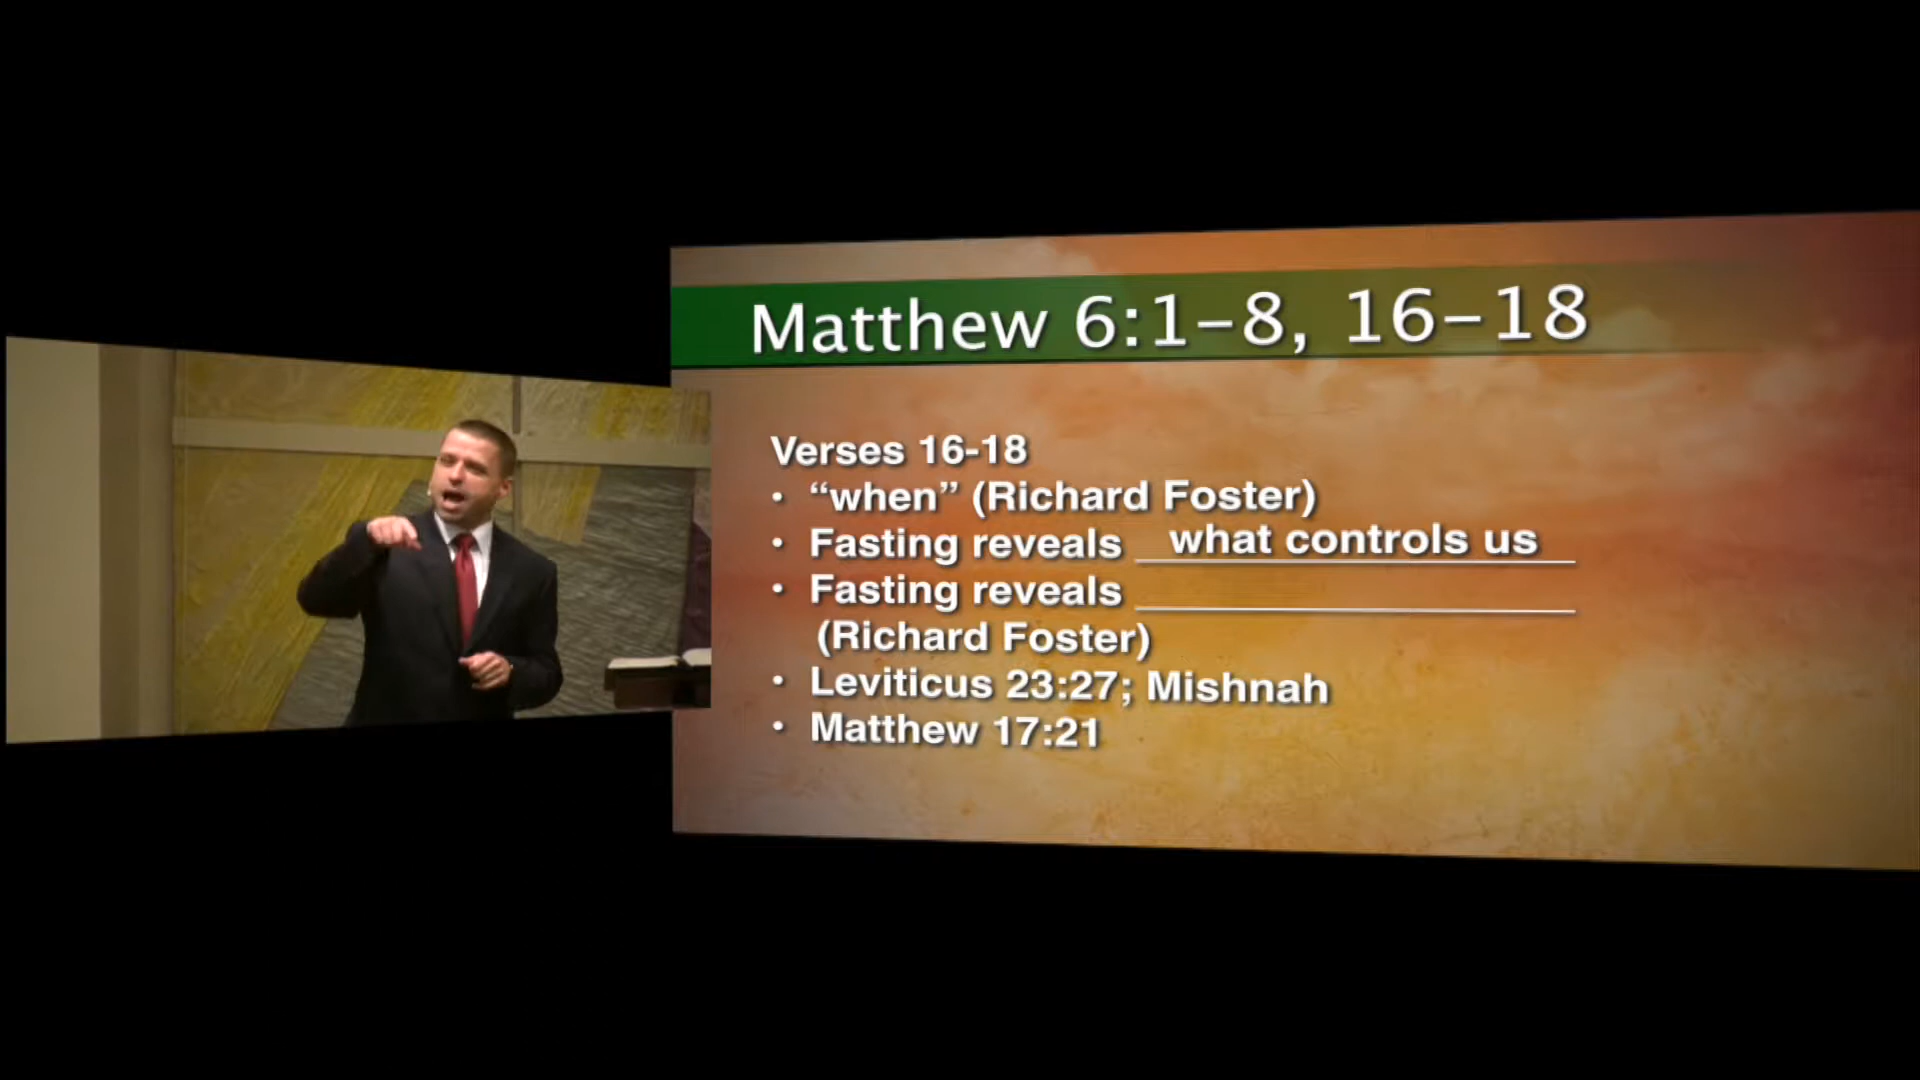 Matthew 6:1–8, 16–18
Verses 16-18
• “when” (Richard Foster)
• Fasting reveals what controls us
• Fasting reveals ____________________
(Richard Foster)
• Leviticus 23:27; Mishnah
• Matthew 17:21